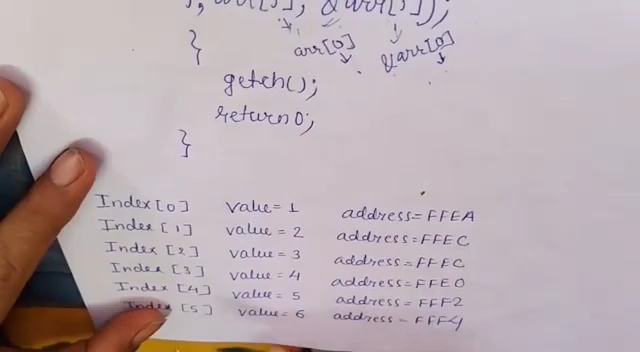 arr[i], &arr[i]);
arr[0] &arr[0]
}
getch();
return 0;
}
Index[0] value = 1 address = FFEA
Index [1] value = 2 address = FFEC
Index [2] value = 3 address = FFEC
Index [3] value = 4 address = FFE0
Index [4] value = 5 address = FFF2
Index [5] value = 6 address = FFF4